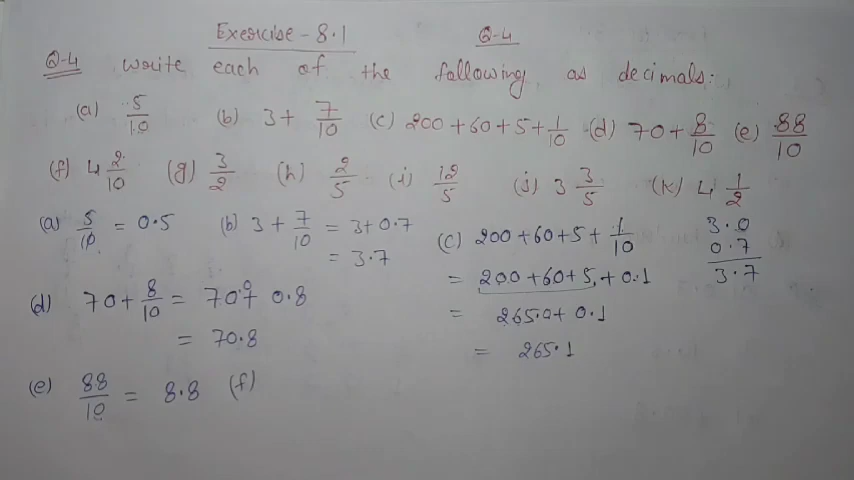 Exercise - 8.1 Q-4
Q-4 write each of the following as decimals:
(a) 5/10 (b) 3 + 7/10 (c) 200 + 60 + 5 + 1/10 (d) 70 + 8/10 (e) 88/10
(f) 4 2/10 (g) 3/2 (h) 2/5 (i) 12/5 (j) 3 3/5 (k) 4 1/2
(a) 5/10 = 0.5 (b) 3 + 7/10 = 3 + 0.7
= 3.7
(c) 200 + 60 + 5 + 1/10
= 200 + 60 + 5 + 0.1
= 265.0 + 0.1
= 265.1
3.0
0.7
3.7
(d) 70 + 8/10 = 70 + 0.8
= 70.8
(e) 88/10 = 8.8 (f)